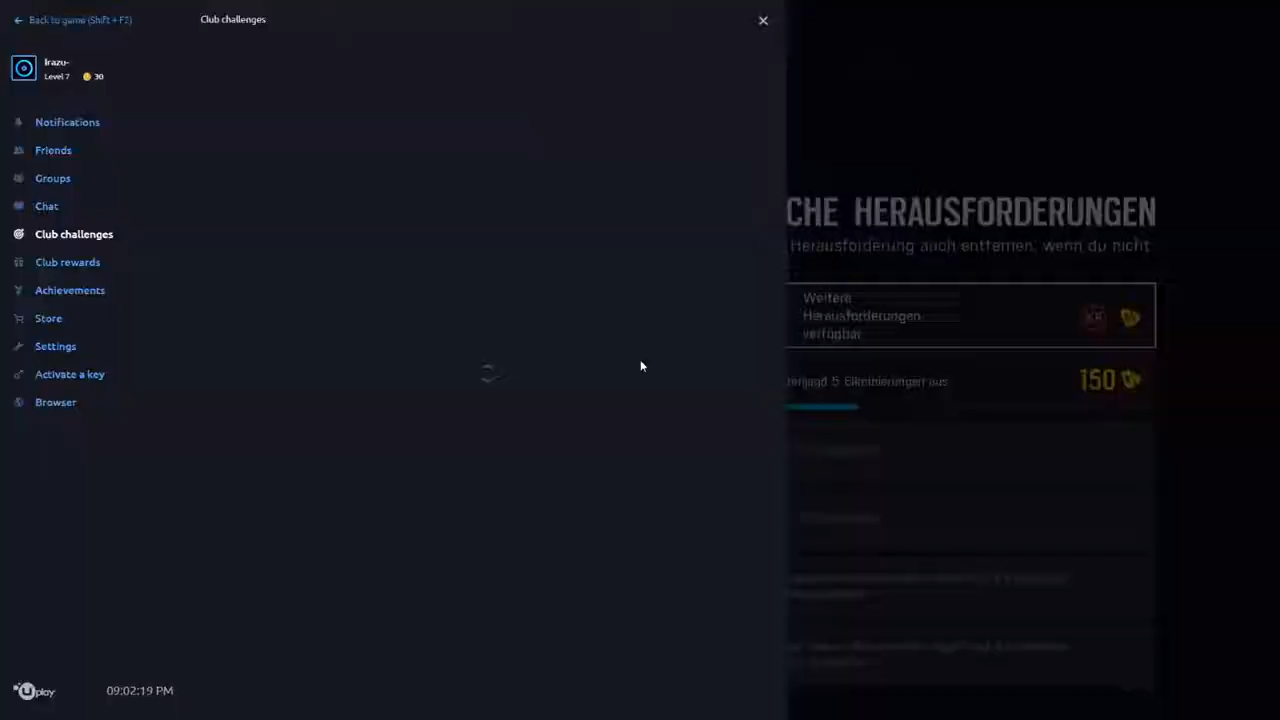 Back to game (Shift + F2)
Club challenges
Irazu-
Level 7 30
Notifications
Friends
Groups
Chat
Club challenges
Club rewards
Achievements
Store
Settings
Activate a key
Browser
uplay
09:02:19 PM
CHE HERAUSFORDERUNGEN
Herausforderung auch entfernen, wenn du nicht
Weitere
Herausforderungen
verfügbar
enjagd 5 Eliminierungen aus
150